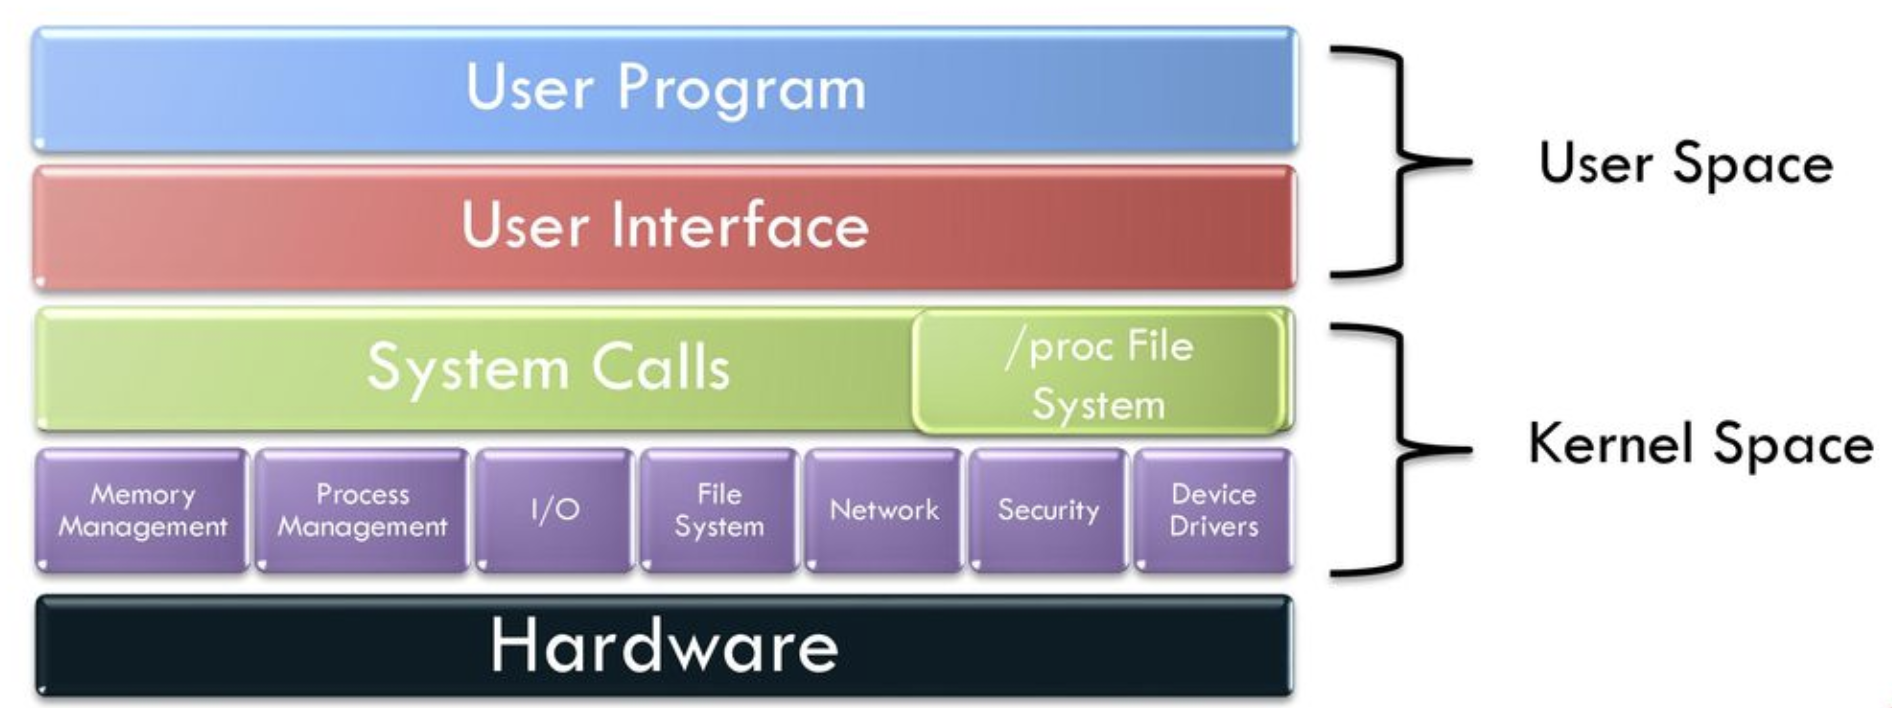 User Program
User Interface
User Space
System Calls
/proc File
System
Kernel Space
Memory
Management
Process
Management
I/O
File
System
Network
Security
Device
Drivers
Hardware